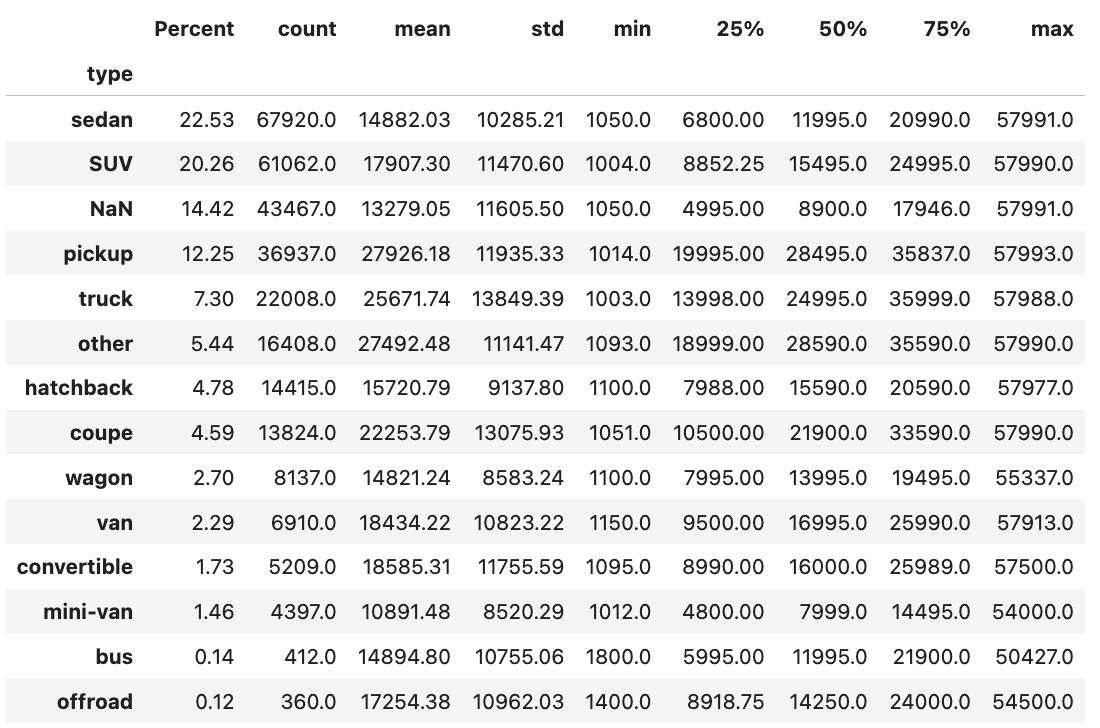 Percent count mean std min 25% 50% 75% max
type
sedan 22.53 67920.0 14882.03 10285.21 1050.0 6800.00 11995.0 20990.0 57991.0
SUV 20.26 61062.0 17907.30 11470.60 1004.0 8852.25 15495.0 24995.0 57990.0
NaN 14.42 43467.0 13279.05 11605.50 1050.0 4995.00 8900.0 17946.0 57991.0
pickup 12.25 36937.0 27926.18 11935.33 1014.0 19995.00 28495.0 35837.0 57993.0
truck 7.30 22008.0 25671.74 13849.39 1003.0 13998.00 24995.0 35999.0 57988.0
other 5.44 16408.0 27492.48 11141.47 1093.0 18999.00 28590.0 35590.0 57990.0
hatchback 4.78 14415.0 15720.79 9137.80 1100.0 7988.00 15590.0 20590.0 57977.0
coupe 4.59 13824.0 22253.79 13075.93 1051.0 10500.00 21900.0 33590.0 57990.0
wagon 2.70 8137.0 14821.24 8583.24 1100.0 7995.00 13995.0 19495.0 55337.0
van 2.29 6910.0 18434.22 10823.22 1150.0 9500.00 16995.0 25990.0 57913.0
convertible 1.73 5209.0 18585.31 11755.59 1095.0 8990.00 16000.0 25989.0 57500.0
mini-van 1.46 4397.0 10891.48 8520.29 1012.0 4800.00 7999.0 14495.0 54000.0
bus 0.14 412.0 14894.80 10755.06 1800.0 5995.00 11995.0 21900.0 50427.0
offroad 0.12 360.0 17254.38 10962.03 1400.0 8918.75 14250.0 24000.0 54500.0